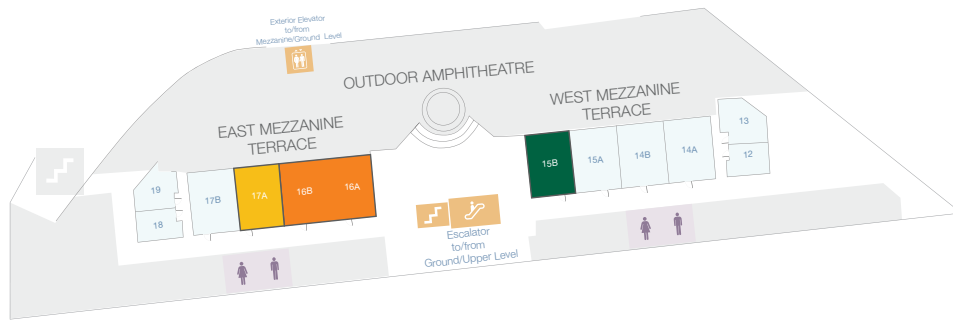 Exterior Elevator
to/from
Mezzanine/Ground Level
OUTDOOR AMPHITHEATRE
EAST MEZZANINE
TERRACE
WEST MEZZANINE
TERRACE
19
18
17B
17A
16B
16A
15B
15A
14B
14A
13
12
Escalator
to/from
Ground/Upper Level